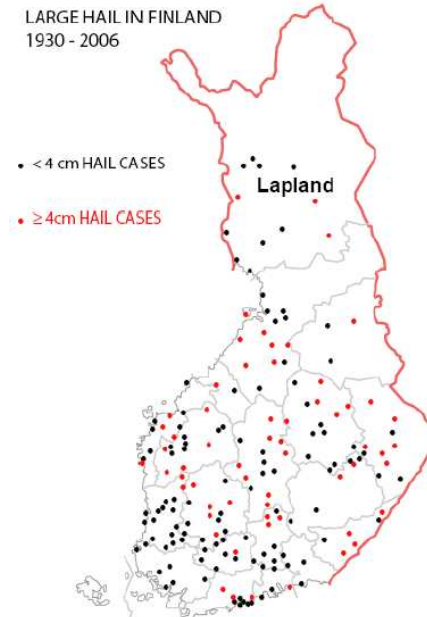 LARGE HAIL IN FINLAND
1930 - 2006
< 4 cm HAIL CASES
Lapland
≥ 4cm HAIL CASES